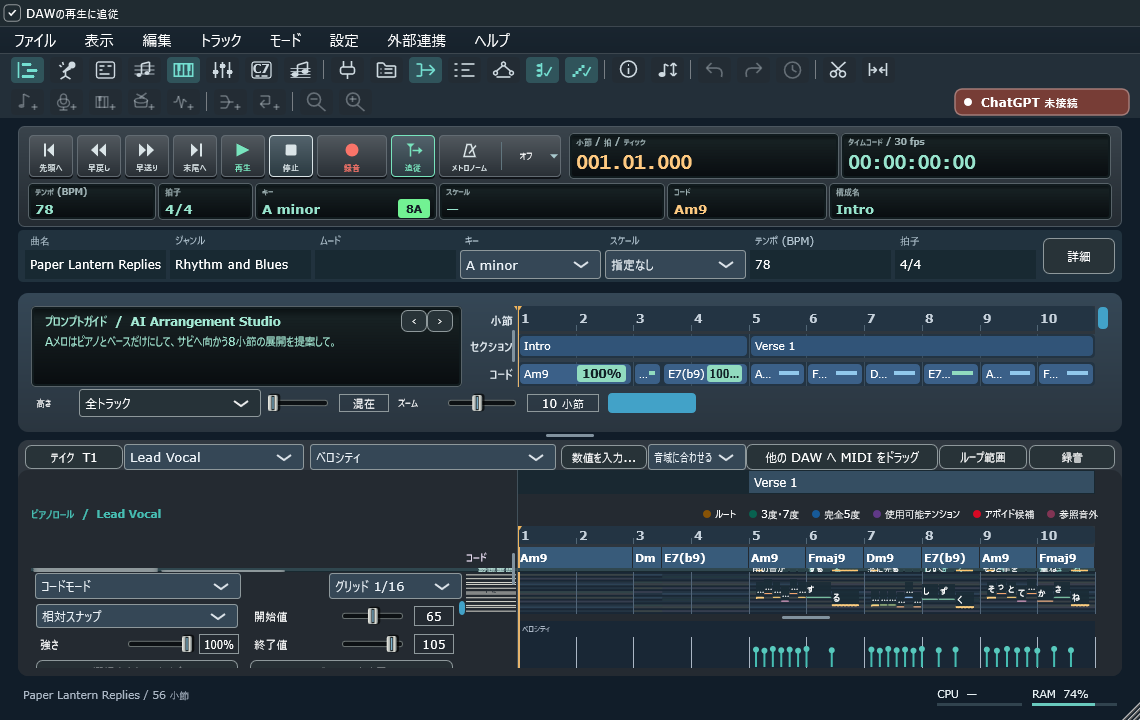 DAWの再生に追従
ファイル 表示 編集 トラック モード 設定 外部連携 ヘルプ
C7
ChatGPT 未接続
先頭へ 早戻し 早送り 末尾へ 再生 停止 録音 追従 メトロノーム オフ
小節 / 拍 / ティック
001.01.000
タイムコード / 30 fps
00:00:00:00
テンポ (BPM)
78
拍子
4/4
キー
A minor 8A
スケール
—
コード
Am9
構成名
Intro
曲名 ジャンル ムード キー スケール テンポ (BPM) 拍子
Paper Lantern Replies Rhythm and Blues A minor 指定なし 78 4/4 詳細
プロンプトガイド / AI Arrangement Studio ‹ ›
Aメロはピアノとベースだけにして、サビへ向かう8小節の展開を提案して。
小節 1 2 3 4 5 6 7 8 9 10
セクション Intro Verse 1
コード Am9 100% ... E7(b9) 100... A... F... D... E7... A... F...
高さ 全トラック 混在 ズーム 10 小節
テイク T1 Lead Vocal ベロシティ 数値を入力... 音域に合わせる 他の DAW へ MIDI をドラッグ ループ範囲 録音
Verse 1
ピアノロール / Lead Vocal
ルート 3度・7度 完全5度 使用可能テンション アボイド候補 参照音外
1 2 3 4 5 6 7 8 9 10
コード Am9 Dm E7(b9) Am9 Fmaj9 Dm9 E7(b9) Am9 Fmaj9
コードモード グリッド 1/16
ず る し ず く そ っ と て か さ ね
相対スナップ 開始値 65
ベロシティ
強さ 100% 終了値 105
Paper Lantern Replies / 56 小節
CPU — RAM 74%